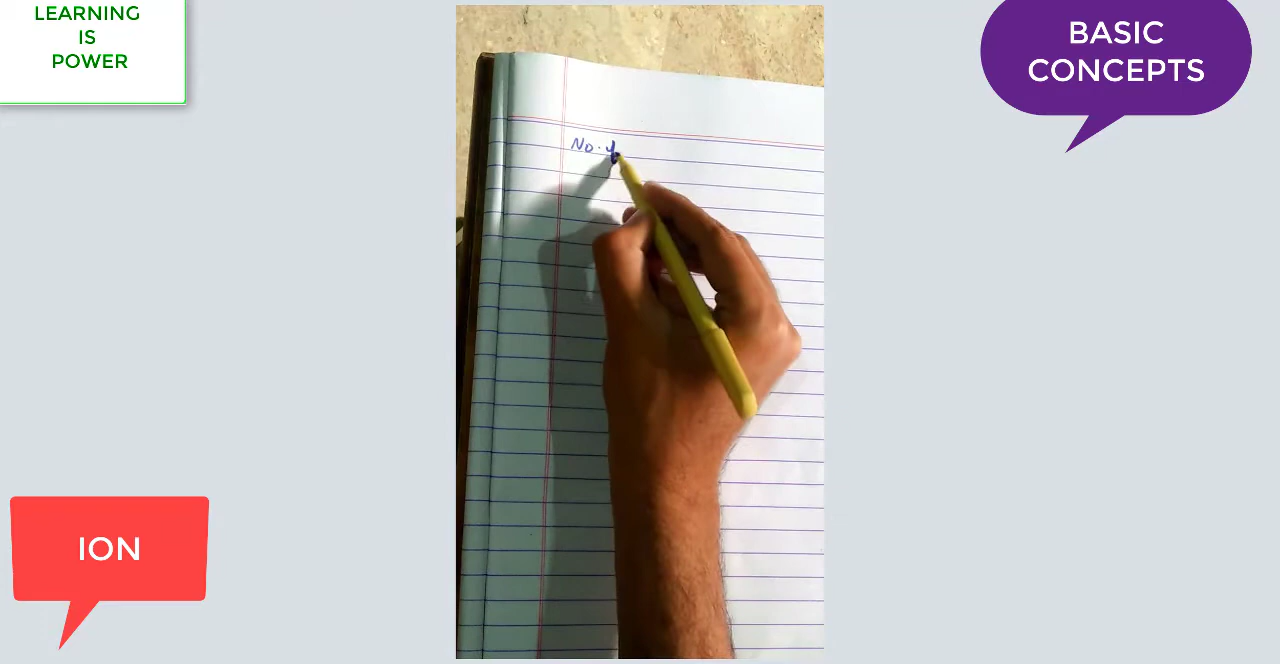 LEARNING
IS
POWER
BASIC
CONCEPTS
No.
ION